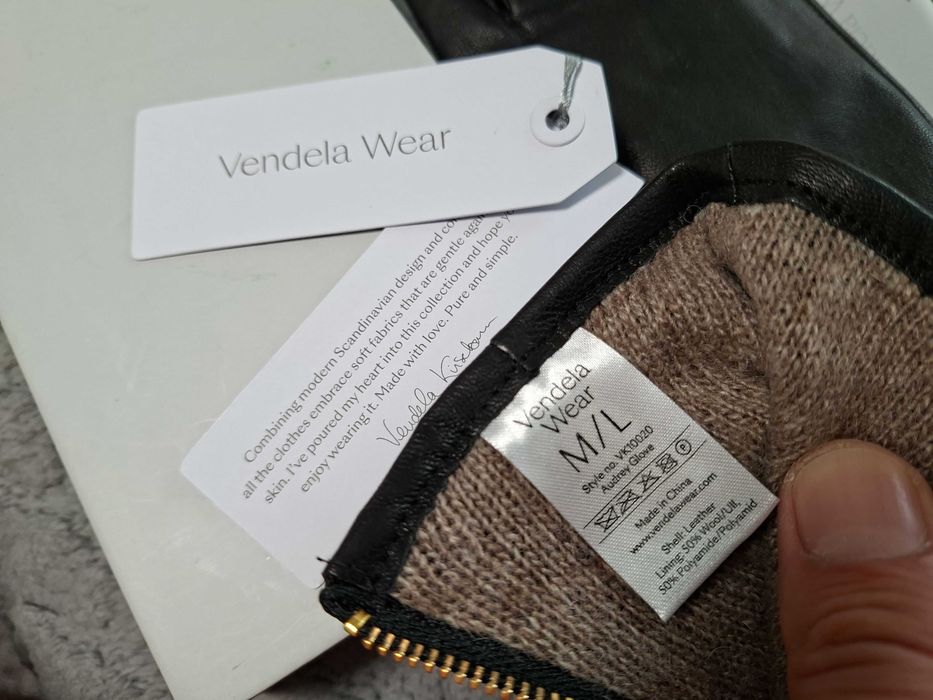 Vendela Wear
Combining modern Scandinavian design and
all the clothes embrace soft fabrics that are gentle
skin. I've poured my heart into this collection and hope
enjoy wearing it. Made with love. Pure and simple.
Vendela Kirsebom
Vendela
Wear
M/L
Style no. VK10020
Audrey Glove
P
Made in China
www.vendelawear.com
Shell: Leather
Lining: 50% Wool/Ull,
50% Polyamide/Polyamid